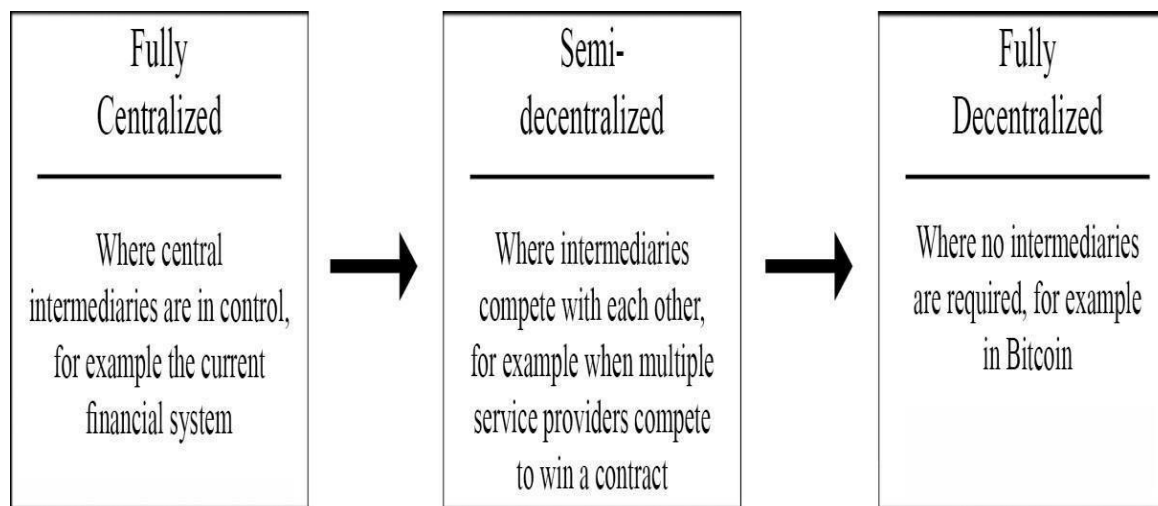 Fully
Centralized
Where central
intermediaries are in control,
for example the current
financial system
Semi-
decentralized
Where intermediaries
compete with each other,
for example when multiple
service providers compete
to win a contract
Fully
Decentralized
Where no intermediaries
are required, for example
in Bitcoin